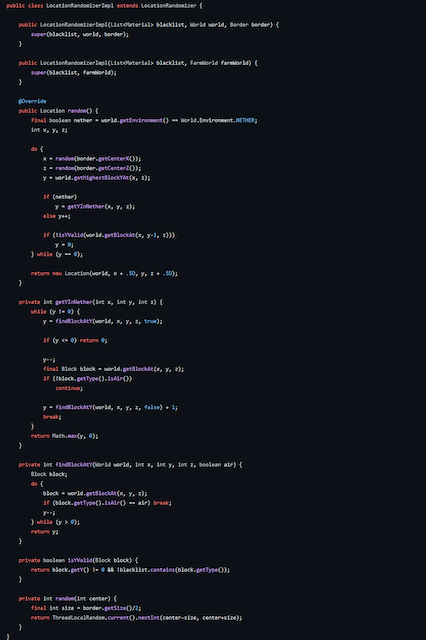 public class LocationRandomizerImpl extends LocationRandomizer {
public LocationRandomizerImpl(List<Material> blacklist, World world, Border border) {
super(blacklist, world, border);
}
public LocationRandomizerImpl(List<Material> blacklist, FarmWorld farmWorld) {
super(blacklist, farmWorld);
}
@Override
public Location random() {
final boolean nether = world.getEnvironment() == World.Environment.NETHER;
int x, y, z;
do {
x = random(border.getCenterX());
z = random(border.getCenterZ());
y = world.getHighestBlockYAt(x, z);
if (nether)
y = getYInNether(x, y, z);
else y++;
if (!isYValid(world.getBlockAt(x, y-1, z)))
y = 0;
} while (y == 0);
return new Location(world, x + .5D, y, z + .5D);
}
private int getYInNether(int x, int y, int z) {
while (y != 0) {
y = findBlockAtY(world, x, y, z, true);
if (y <= 0) return 0;
y--;
final Block block = world.getBlockAt(x, y, z);
if (!block.getType().isAir())
continue;
y = findBlockAtY(world, x, y, z, false) + 1;
break;
}
return Math.max(y, 0);
}
private int findBlockAtY(World world, int x, int y, int z, boolean air) {
Block block;
do {
block = world.getBlockAt(x, y, z);
if (block.getType().isAir() == air) break;
y--;
} while (y > 0);
return y;
}
private boolean isYValid(Block block) {
return block.getY() != 0 && !blacklist.contains(block.getType());
}
private int random(int center) {
final int size = border.getSize()/2;
return ThreadLocalRandom.current().nextInt(center-size, center+size);
}
}